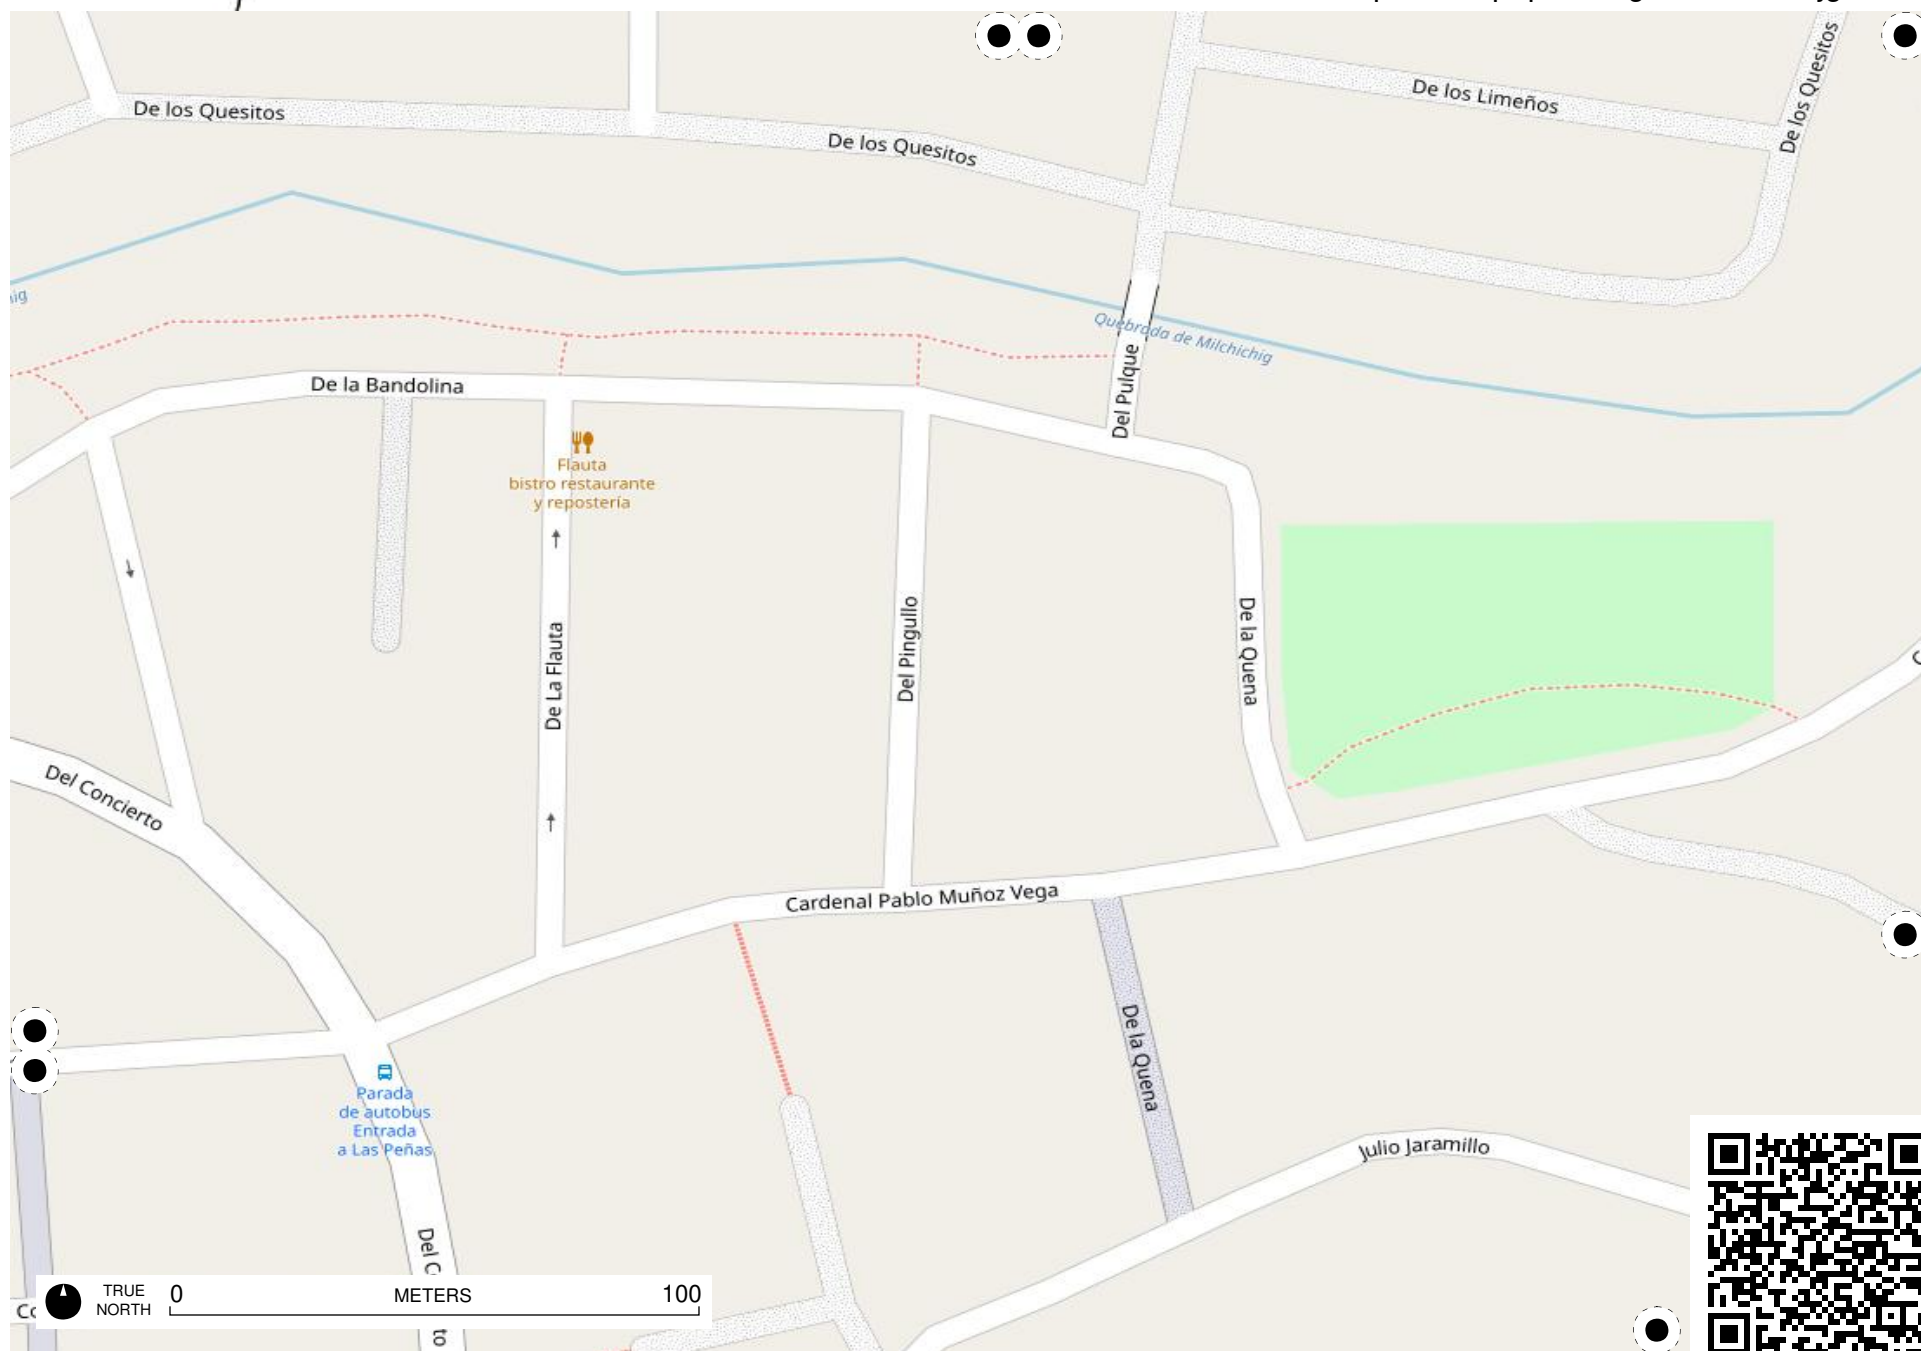 De los Limeños
De los Quesitos
De los Quesitos
De los Quesitos
Quebrada de Milchichig
Del Pulque
De la Bandolina
Flauta
bistro restaurante
y repostería
De La Flauta
Del Pingullo
De la Quena
Del Concierto
Cardenal Pablo Muñoz Vega
De la Quena
Parada
de autobus
Entrada
a Las Peñas
Julio Jaramillo
TRUE
NORTH
0 METERS 100